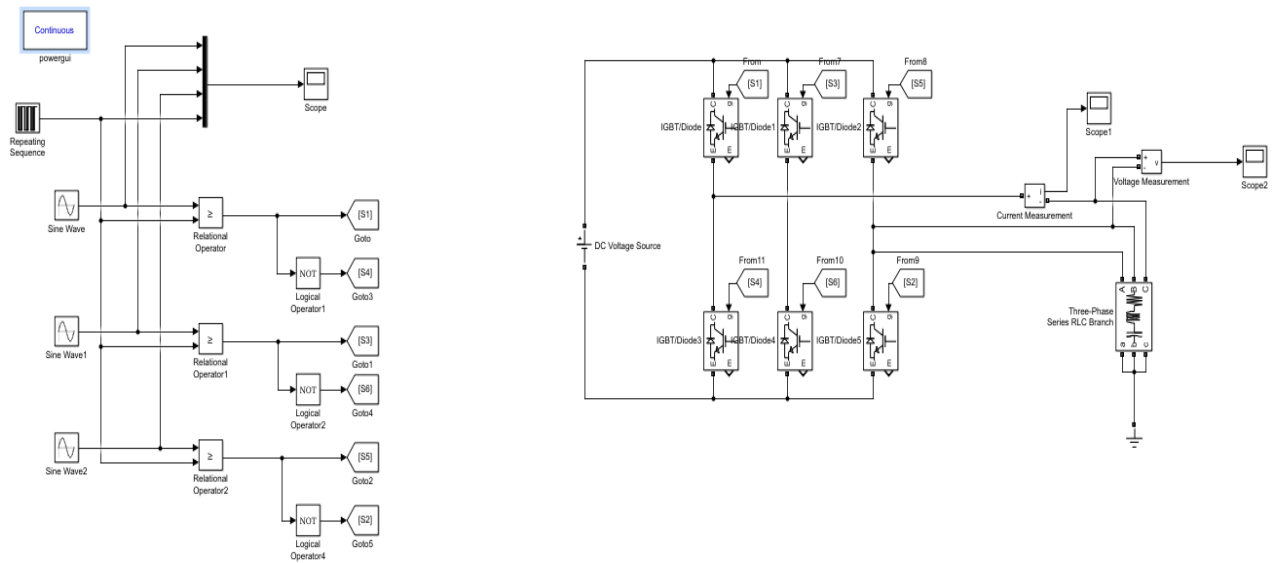 Continuous
powergui
Scope
Repeating
Sequence
Sine Wave
≥
Relational
Operator
[S1]
Goto
NOT
Logical
Operator1
[S4]
Goto3
Sine Wave1
≥
Relational
Operator1
[S3]
Goto1
NOT
Logical
Operator2
[S6]
Goto4
Sine Wave2
≥
Relational
Operator2
[S5]
Goto2
NOT
Logical
Operator4
[S2]
Goto5
From
[S1]
From7
[S3]
From8
[S5]
g C E m
IGBT/Diode
g C E m
IGBT/Diode1
g C E m
IGBT/Diode2
+
DC Voltage Source
Scope1
+ i -
Current Measurement
+ v -
Voltage Measurement
Scope2
From11
[S4]
From10
[S6]
From9
[S2]
g C E m
IGBT/Diode3
g C E m
IGBT/Diode4
g C E m
IGBT/Diode5
A B C
Three-Phase
Series RLC Branch
a b c